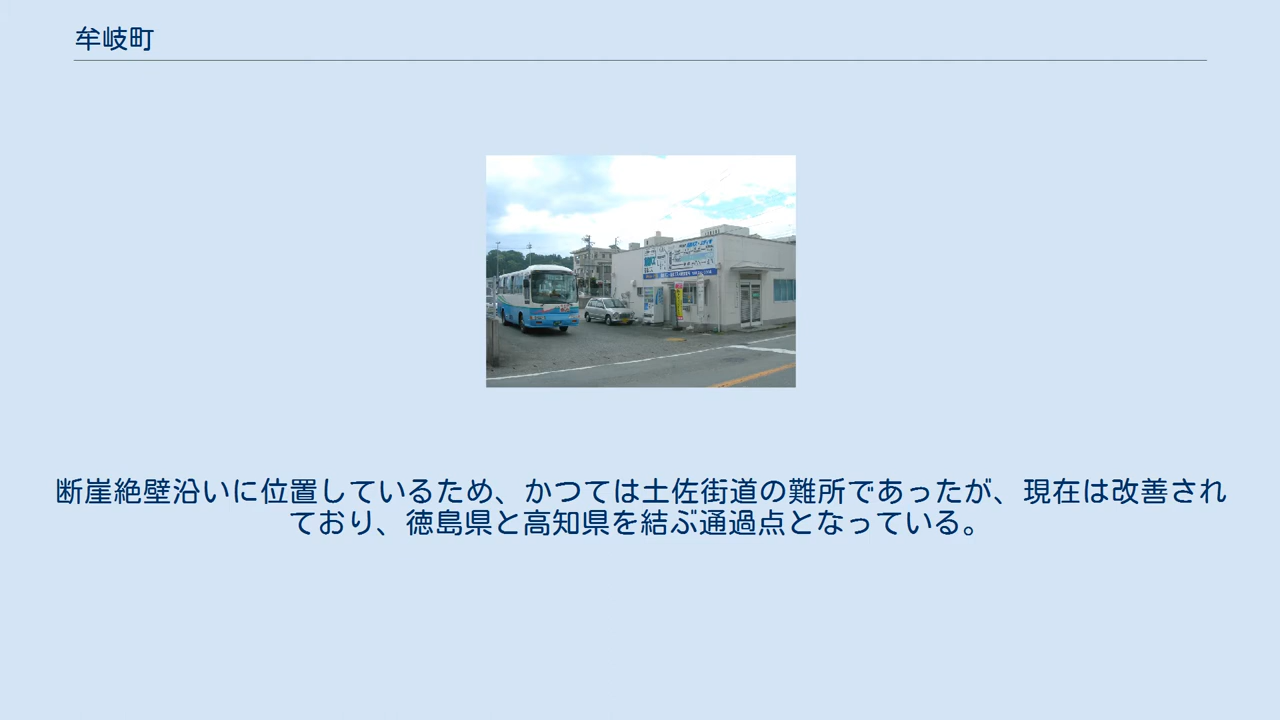 牟岐町
断崖絶壁沿いに位置しているため、かつては土佐街道の難所であったが、現在は改善され
ており、徳島県と高知県を結ぶ通過点となっている。